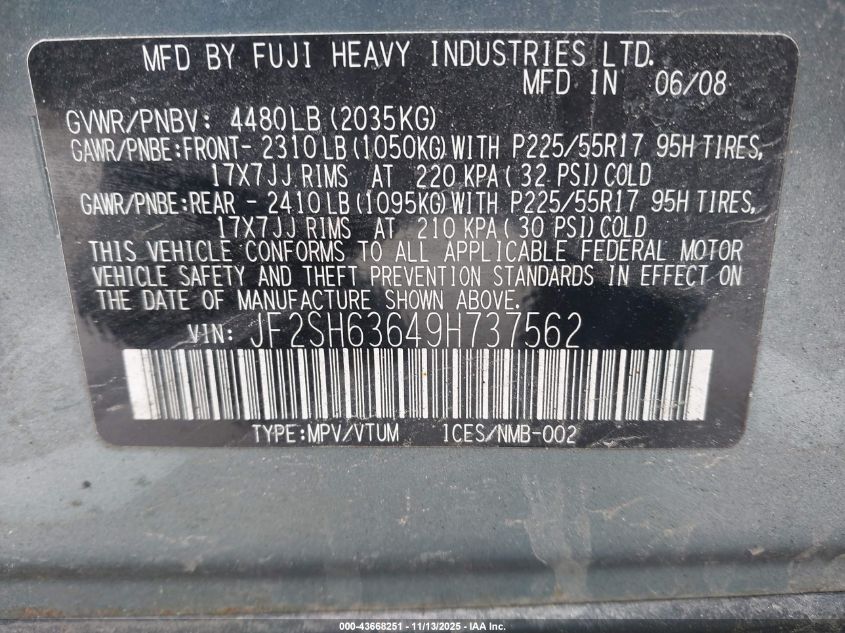 MFD BY FUJI HEAVY INDUSTRIES LTD.
MFD IN 06/08
GVWR/PNBV: 4480LB (2035KG)
GAWR/PNBE:FRONT- 2310LB (1050KG) WITH P225/55R17 95H TIRES,
17X7JJ RIMS AT 220 KPA ( 32 PSI) COLD
GAWR/PNBE:REAR - 2410LB (1095KG) WITH P225/55R17 95H TIRES,
17X7JJ RIMS AT 210 KPA ( 30 PSI) COLD
THIS VEHICLE CONFORMS TO ALL APPLICABLE FEDERAL MOTOR
VEHICLE SAFETY AND THEFT PREVENTION STANDARDS IN EFFECT ON
THE DATE OF MANUFACTURE SHOWN ABOVE.
VIN: JF2SH63649H737562
TYPE:MPV/VTUM 1CES/NMB-002
000-43668251 - 11/13/2025 - IAA Inc.